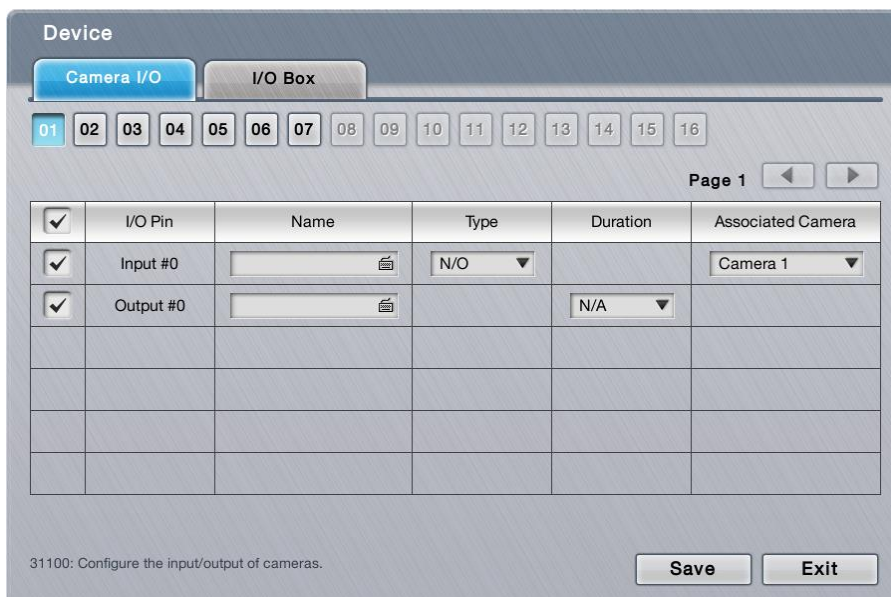 Device
Camera I/O I/O Box
01 02 03 04 05 06 07 08 09 10 11 12 13 14 15 16
Page 1
I/O Pin Name Type Duration Associated Camera
Input #0 N/O Camera 1
Output #0 N/A
31100: Configure the input/output of cameras.
Save Exit